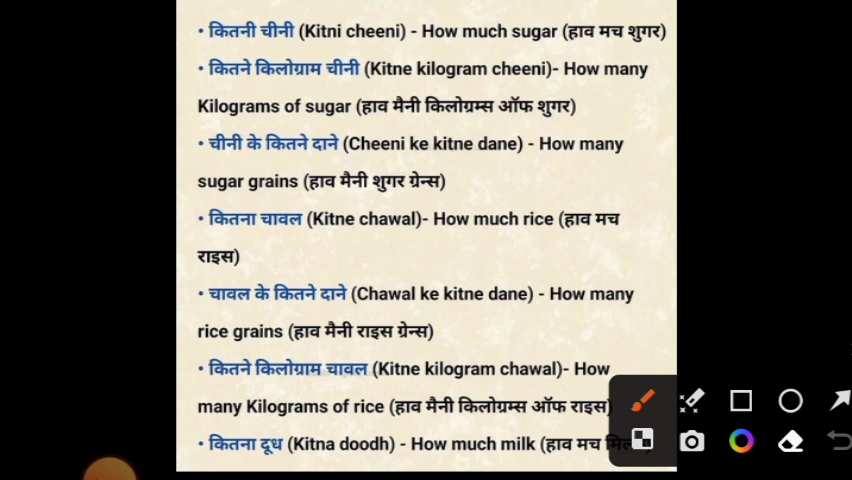 • कितनी चीनी (Kitni cheeni) - How much sugar (हाव मच शुगर)
• कितने किलोग्राम चीनी (Kitne kilogram cheeni)- How many
Kilograms of sugar (हाव मैनी किलोग्रम्स ऑफ शुगर)
• चीनी के कितने दाने (Cheeni ke kitne dane) - How many
sugar grains (हाव मैनी शुगर ग्रेन्स)
• कितना चावल (Kitne chawal)- How much rice (हाव मच
राइस)
• चावल के कितने दाने (Chawal ke kitne dane) - How many
rice grains (हाव मैनी राइस ग्रेन्स)
• कितने किलोग्राम चावल (Kitne kilogram chawal)- How
many Kilograms of rice (हाव मैनी किलोग्रम्स ऑफ राइस)
• कितना दूध (Kitna doodh) - How much milk (हाव मच